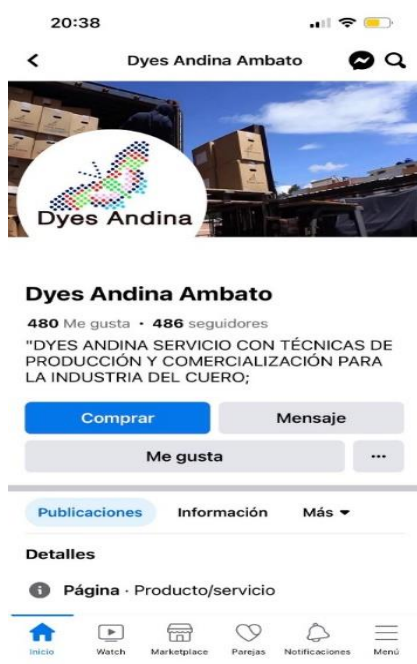 20:38
Dyes Andina Ambato
Dyes Andina
Dyes Andina Ambato
480 Me gusta · 486 seguidores
"DYES ANDINA SERVICIO CON TÉCNICAS DE
PRODUCCIÓN Y COMERCIALIZACIÓN PARA
LA INDUSTRIA DEL CUERO;
Comprar Mensaje
Me gusta ...
Publicaciones Información Más
Detalles
Página · Producto/servicio
Inicio Watch Marketplace Parejas Notificaciones Menú